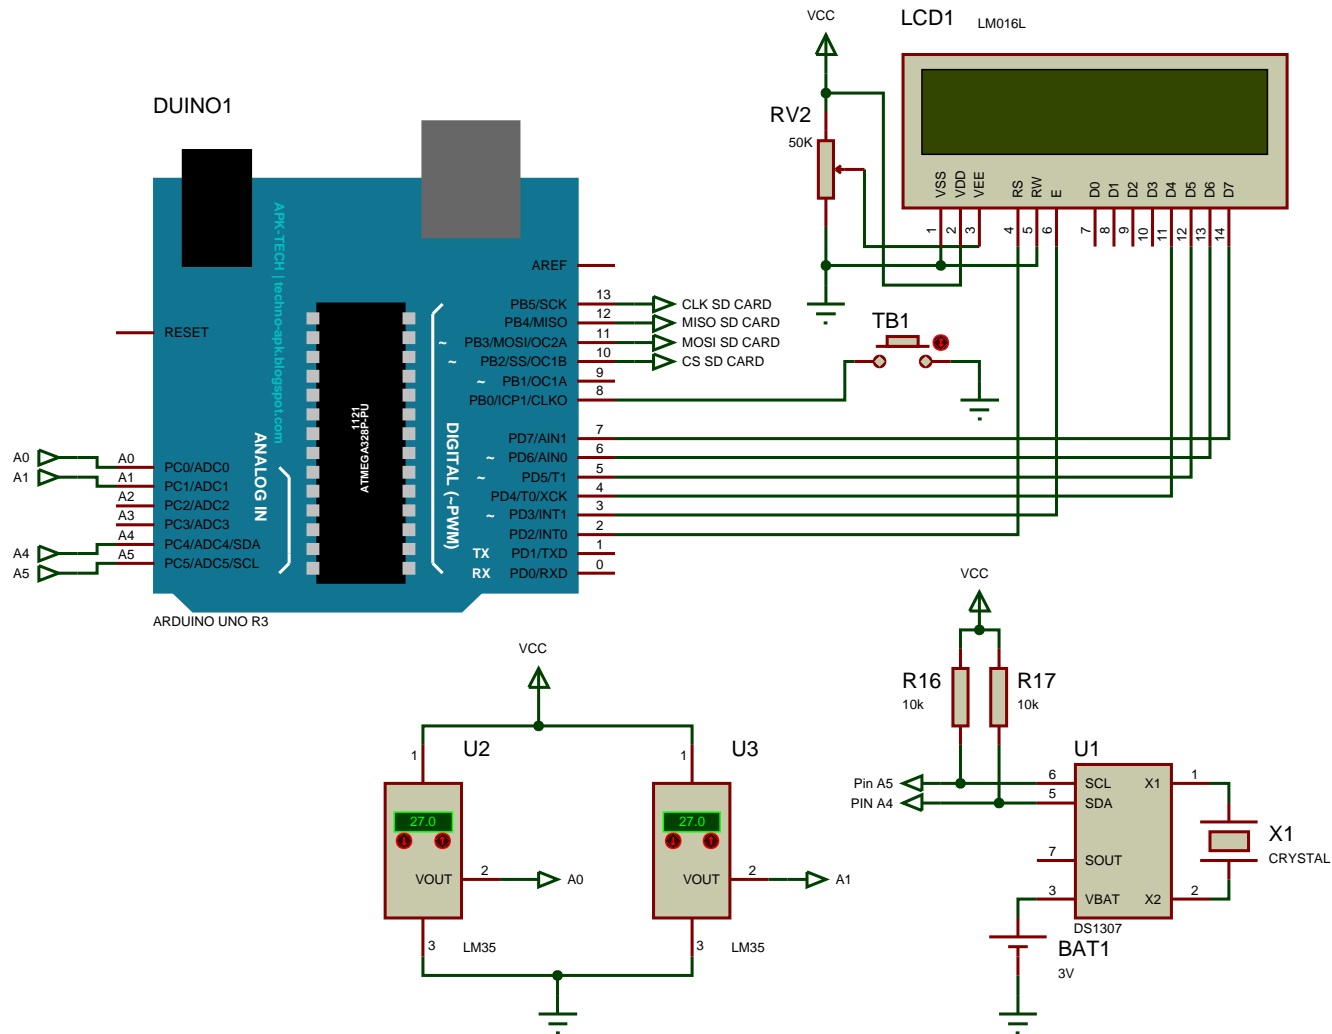 VCC
LCD1
LM016L
RV2
50K
VSS
VDD
VEE
RS
RW
E
D0
D1
D2
D3
D4
D5
D6
D7
1
2
3
4
5
6
7
8
9
10
11
12
13
14
DUINO1
APK-TECH | techno-apk.blogspot.com
AREF
RESET
PB5/SCK 13 CLK SD CARD
PB4/MISO 12 MISO SD CARD
~ PB3/MOSI/OC2A 11 MOSI SD CARD
~ PB2/SS/OC1B 10 CS SD CARD
~ PB1/OC1A 9
PB0/ICP1/CLKO 8
TB1
1121
ATMEGA328P-PU
ANALOG IN
DIGITAL (~PWM)
PD7/AIN1 7
~ PD6/AIN0 6
~ PD5/T1 5
PD4/T0/XCK 4
~ PD3/INT1 3
PD2/INT0 2
TX PD1/TXD 1
RX PD0/RXD 0
A0 A0 PC0/ADC0
A1 A1 PC1/ADC1
A2 PC2/ADC2
A3 PC3/ADC3
A4 A4 PC4/ADC4/SDA
A5 A5 PC5/ADC5/SCL
ARDUINO UNO R3
VCC
U2
1
27.0
VOUT 2 A0
3
LM35
U3
1
27.0
VOUT 2 A1
3
LM35
VCC
R16
10k
R17
10k
U1
Pin A5 6 SCL
PIN A4 5 SDA
7 SOUT
3 VBAT
X1 1
X2 2
DS1307
X1
CRYSTAL
BAT1
3V